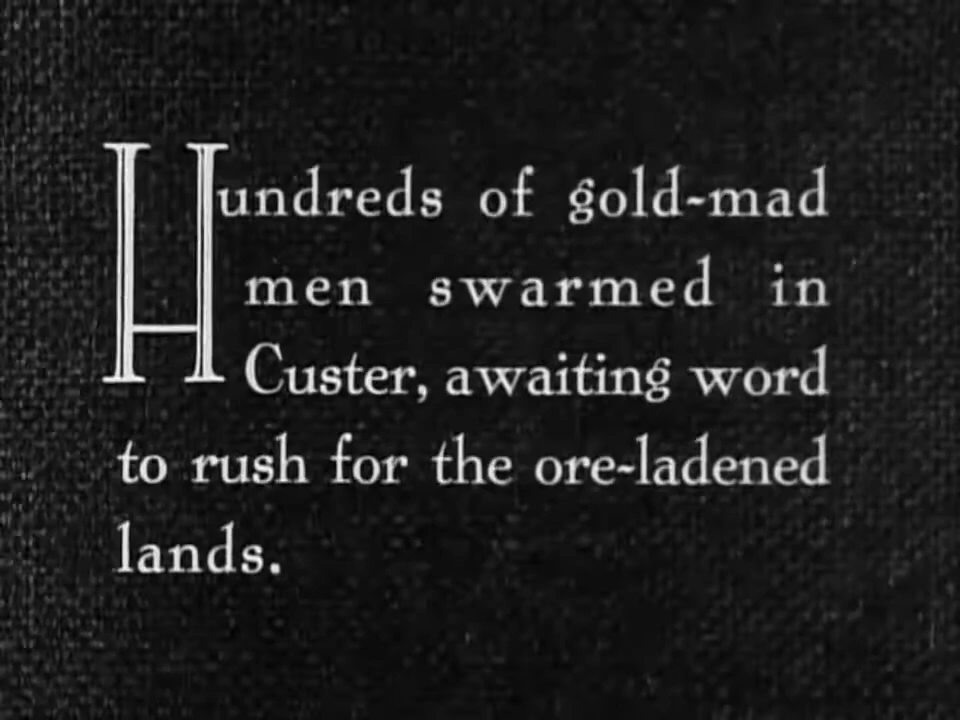 Hundreds of gold-mad
men swarmed in
Custer, awaiting word
to rush for the ore-ladened
lands.